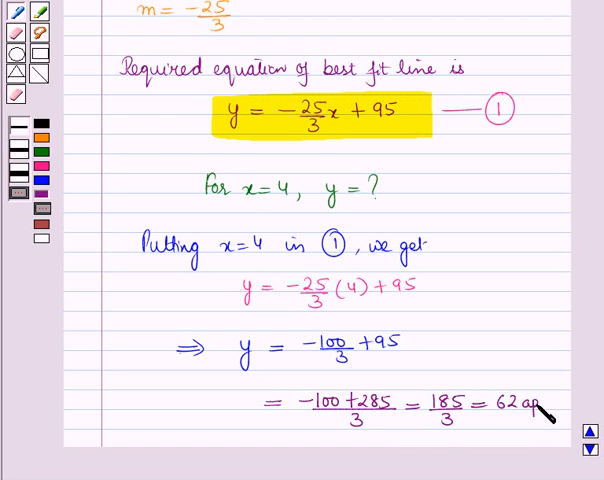 m = -25/3
Required equation of best fit line is
y = -25/3 x + 95 —— ①
For x=4, y = ?
Putting x=4 in ①, we get
y = -25/3 (4) + 95
⇒ y = -100/3 + 95
= -100+285/3 = 185/3 = 62 ap